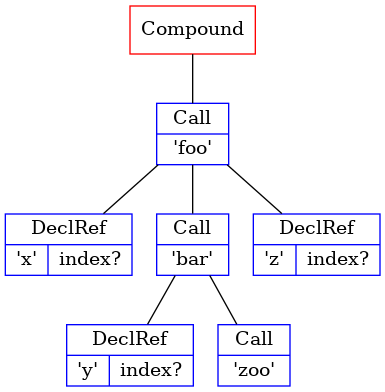 Compound
Call
'foo'
DeclRef
'x' index?
Call
'bar'
DeclRef
'z' index?
DeclRef
'y' index?
Call
'zoo'